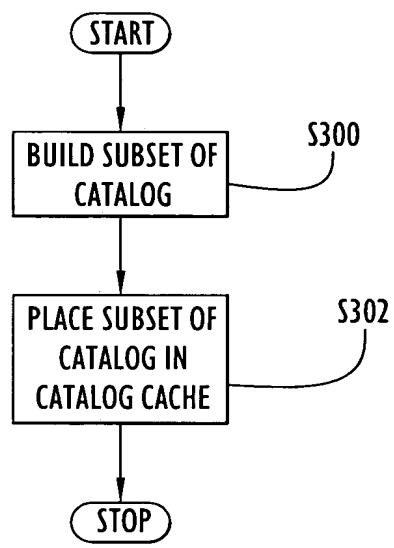 START
BUILD SUBSET OF
CATALOG
S300
PLACE SUBSET OF
CATALOG IN
CATALOG CACHE
S302
STOP